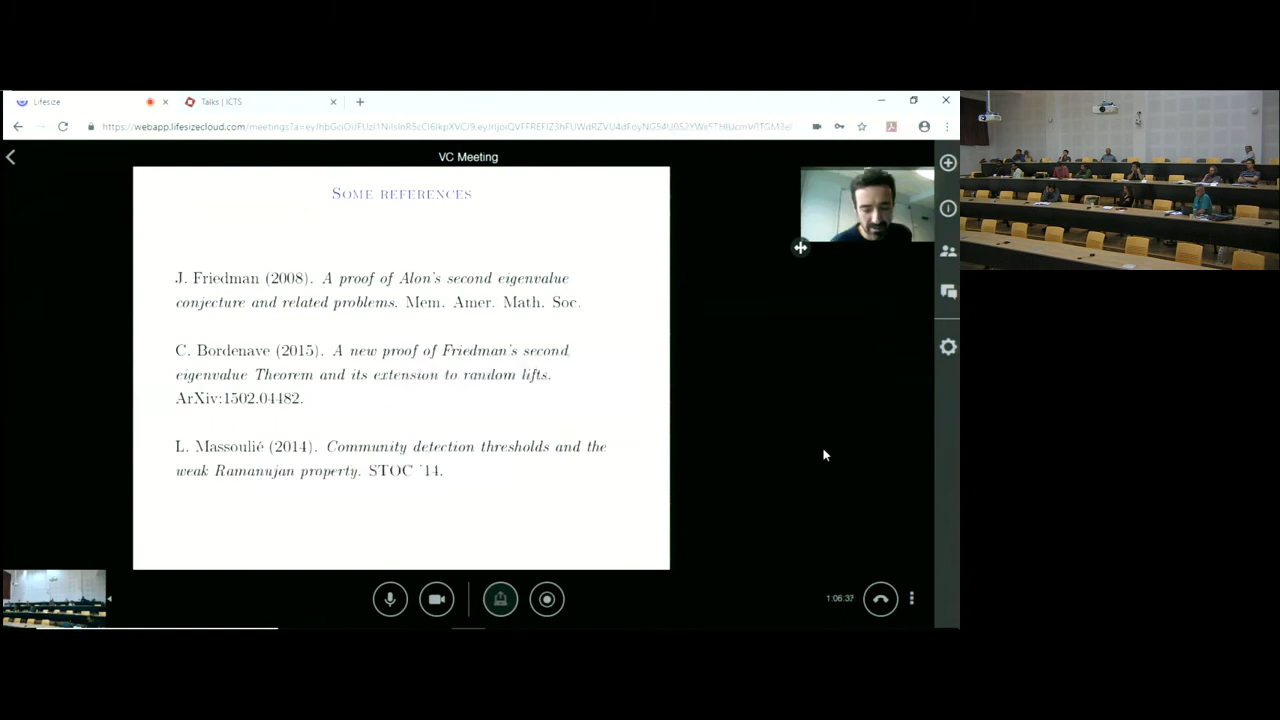 Lifesize
Talks | ICTS
VC Meeting
SOME REFERENCES
J. Friedman (2008). A proof of Alon's second eigenvalue
conjecture and related problems. Mem. Amer. Math. Soc.
C. Bordenave (2015). A new proof of Friedman's second
eigenvalue Theorem and its extension to random lifts.
ArXiv:1502.04482.
L. Massoulié (2014). Community detection thresholds and the
weak Ramanujan property. STOC '14.
1:06:37